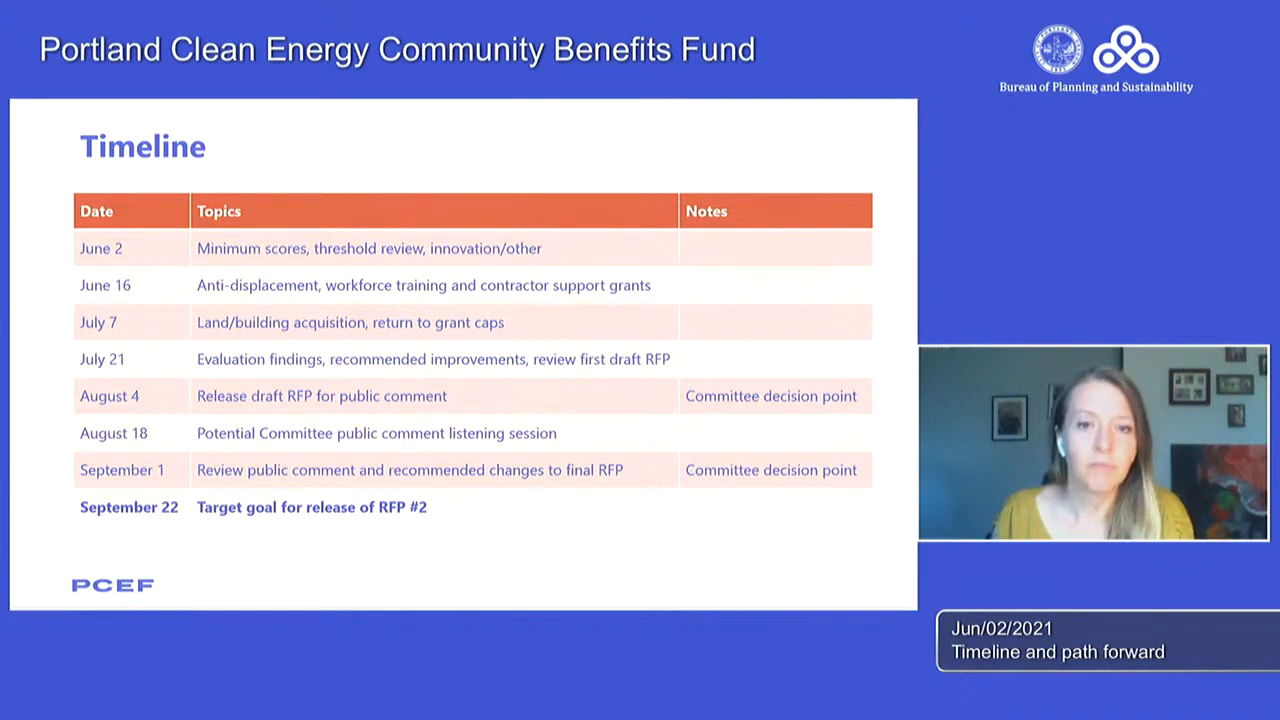 Portland Clean Energy Community Benefits Fund
Bureau of Planning and Sustainability
Timeline
Date Topics Notes
June 2 Minimum scores, threshold review, innovation/other
June 16 Anti-displacement, workforce training and contractor support grants
July 7 Land/building acquisition, return to grant caps
July 21 Evaluation findings, recommended improvements, review first draft RFP
August 4 Release draft RFP for public comment Committee decision point
August 18 Potential Committee public comment listening session
September 1 Review public comment and recommended changes to final RFP Committee decision point
September 22 Target goal for release of RFP #2
PCEF
Jun/02/2021
Timeline and path forward